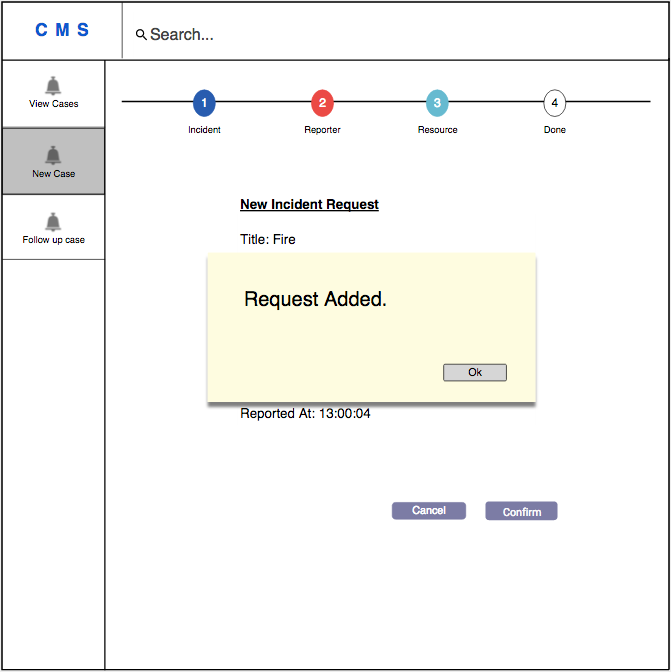 C M S
Search...
View Cases
New Case
Follow up case
1
2
3
4
Incident
Reporter
Resource
Done
New Incident Request
Title: Fire
Request Added.
Ok
Reported At: 13:00:04
Cancel
Confirm